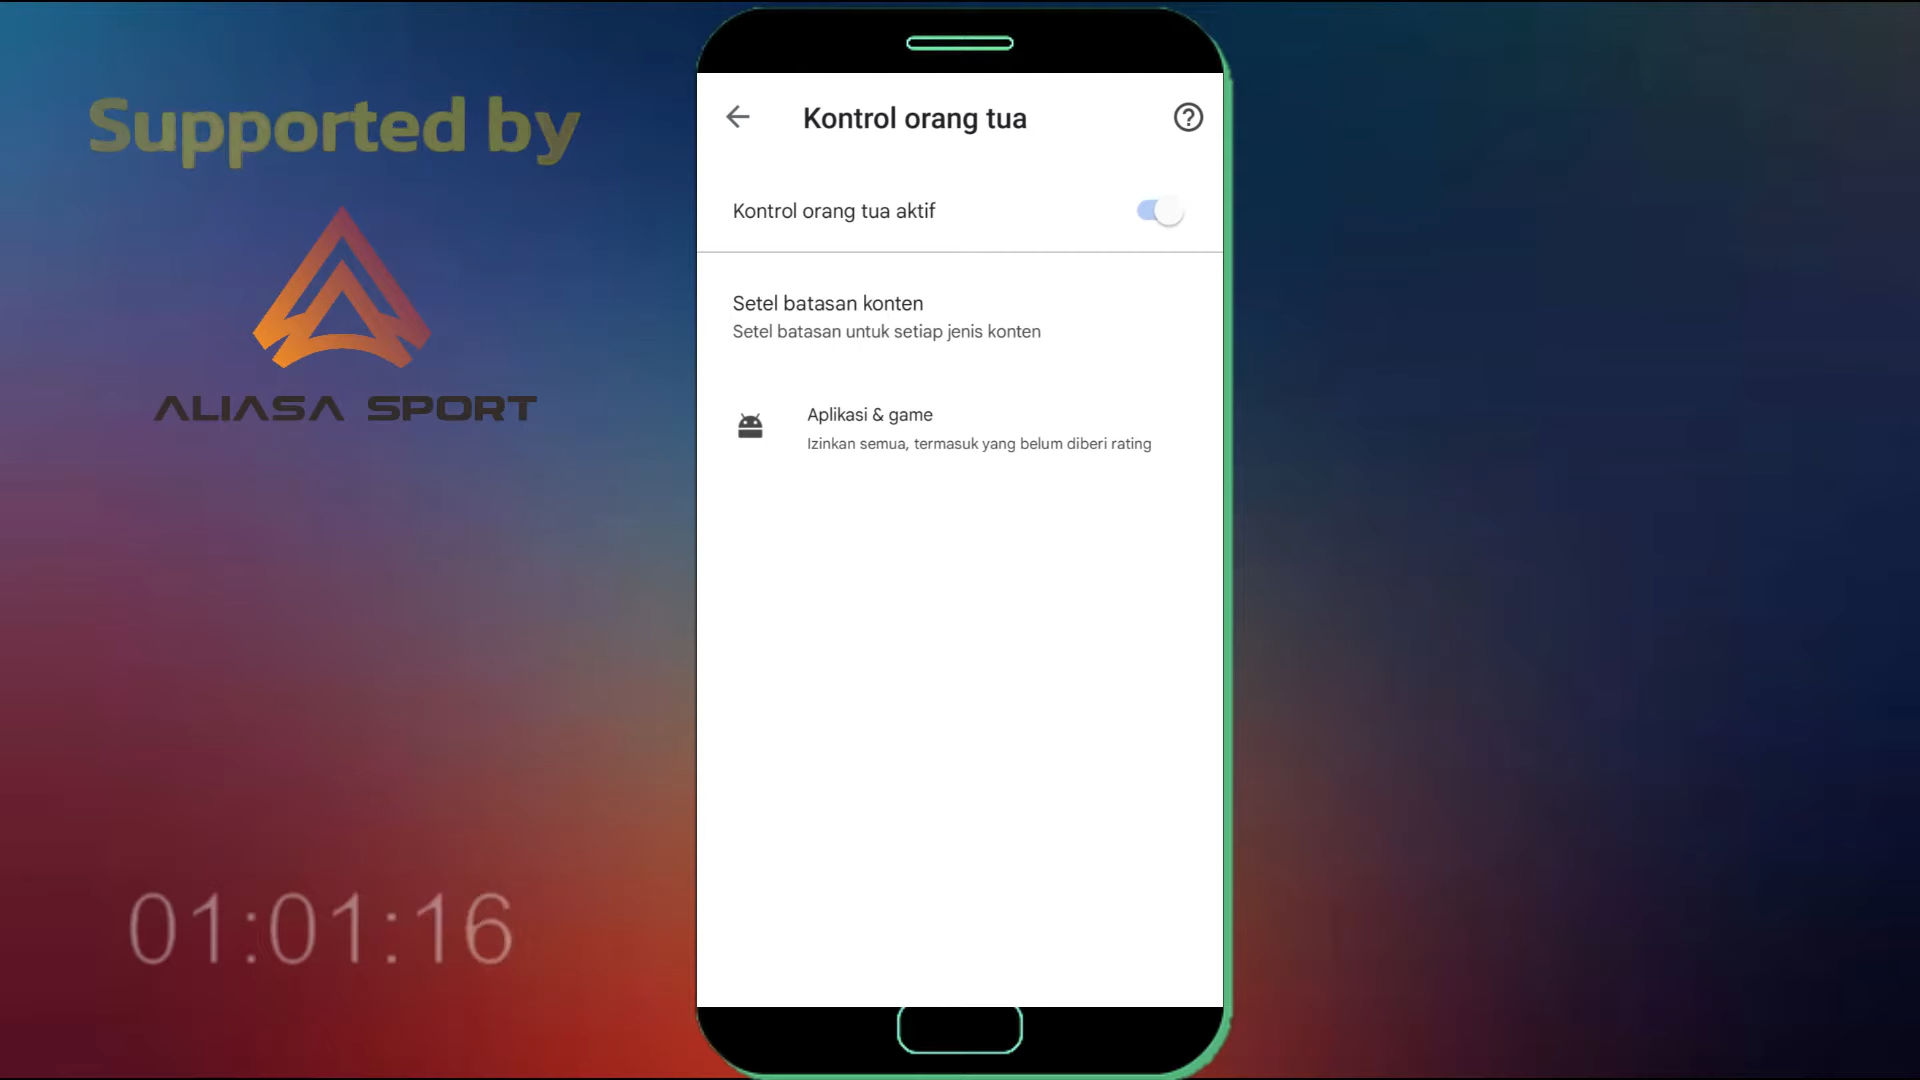 Supported by
ALIASA SPORT
01:01:16
Kontrol orang tua
Kontrol orang tua aktif
Setel batasan konten
Setel batasan untuk setiap jenis konten
Aplikasi & game
Izinkan semua, termasuk yang belum diberi rating